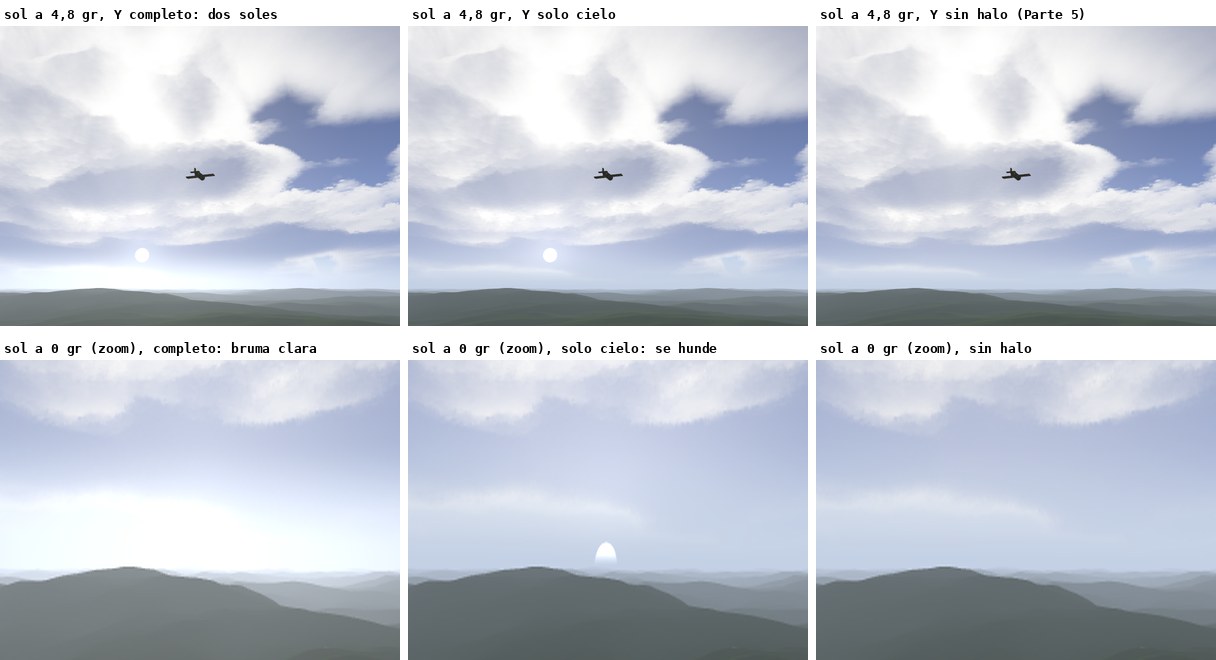 sol a 4,8 gr, Y completo: dos soles
sol a 4,8 gr, Y solo cielo
sol a 4,8 gr, Y sin halo (Parte 5)
sol a 0 gr (zoom), completo: bruma clara
sol a 0 gr (zoom), solo cielo: se hunde
sol a 0 gr (zoom), sin halo